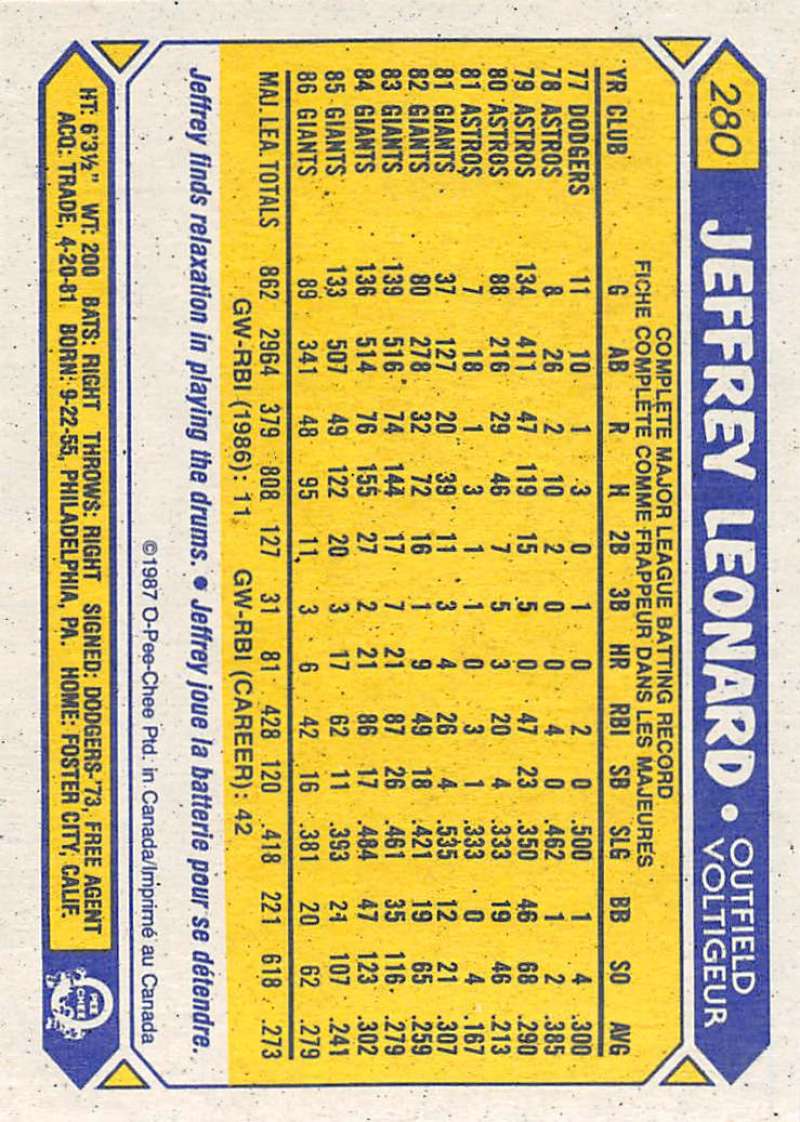 280
JEFFREY LEONARD • OUTFIELD
VOLTIGEUR
COMPLETE MAJOR LEAGUE BATTING RECORD
FICHE COMPLÈTE COMME FRAPPEUR DANS LES MAJEURES
YR CLUB G AB R H 2B 3B HR RBI SB SLG BB SO AVG
77 DODGERS 11 10 1 3 0 1 0 2 0 .500 1 4 .300
78 ASTROS 8 26 2 10 2 0 0 4 0 .462 1 2 .385
79 ASTROS 134 411 47 119 15 5 0 47 23 .350 46 68 .290
80 ASTROS 88 216 29 46 7 5 3 20 4 .333 19 46 .213
81 ASTROS 7 18 1 3 1 1 0 3 1 .333 0 4 .167
81 GIANTS 37 127 20 39 11 3 4 26 4 .535 12 21 .307
82 GIANTS 80 278 32 72 16 1 9 49 18 .421 19 65 .259
83 GIANTS 139 516 74 144 17 7 21 87 26 .461 35 116 .279
84 GIANTS 136 514 76 155 27 2 21 86 17 .484 47 123 .302
85 GIANTS 133 507 49 122 20 3 17 62 11 .393 21 107 .241
86 GIANTS 89 341 48 95 11 3 6 42 16 .381 20 62 .279
MAJ. LEA. TOTALS 862 2964 379 808 127 31 81 428 120 .418 221 618 .273
GW-RBI (1986): 11 GW-RBI (CAREER): 42
Jeffrey finds relaxation in playing the drums. • Jeffrey joue la batterie pour se détendre.
©1987 O-Pee-Chee Ptd. in Canada/Imprimé au Canada
HT: 6'3½" WT: 200 BATS: RIGHT THROWS: RIGHT SIGNED: DODGERS-'73, FREE AGENT
ACQ: TRADE, 4-20-81 BORN: 9-22-55, PHILADELPHIA, PA. HOME: FOSTER CITY, CALIF.
O
PEE
CHEE